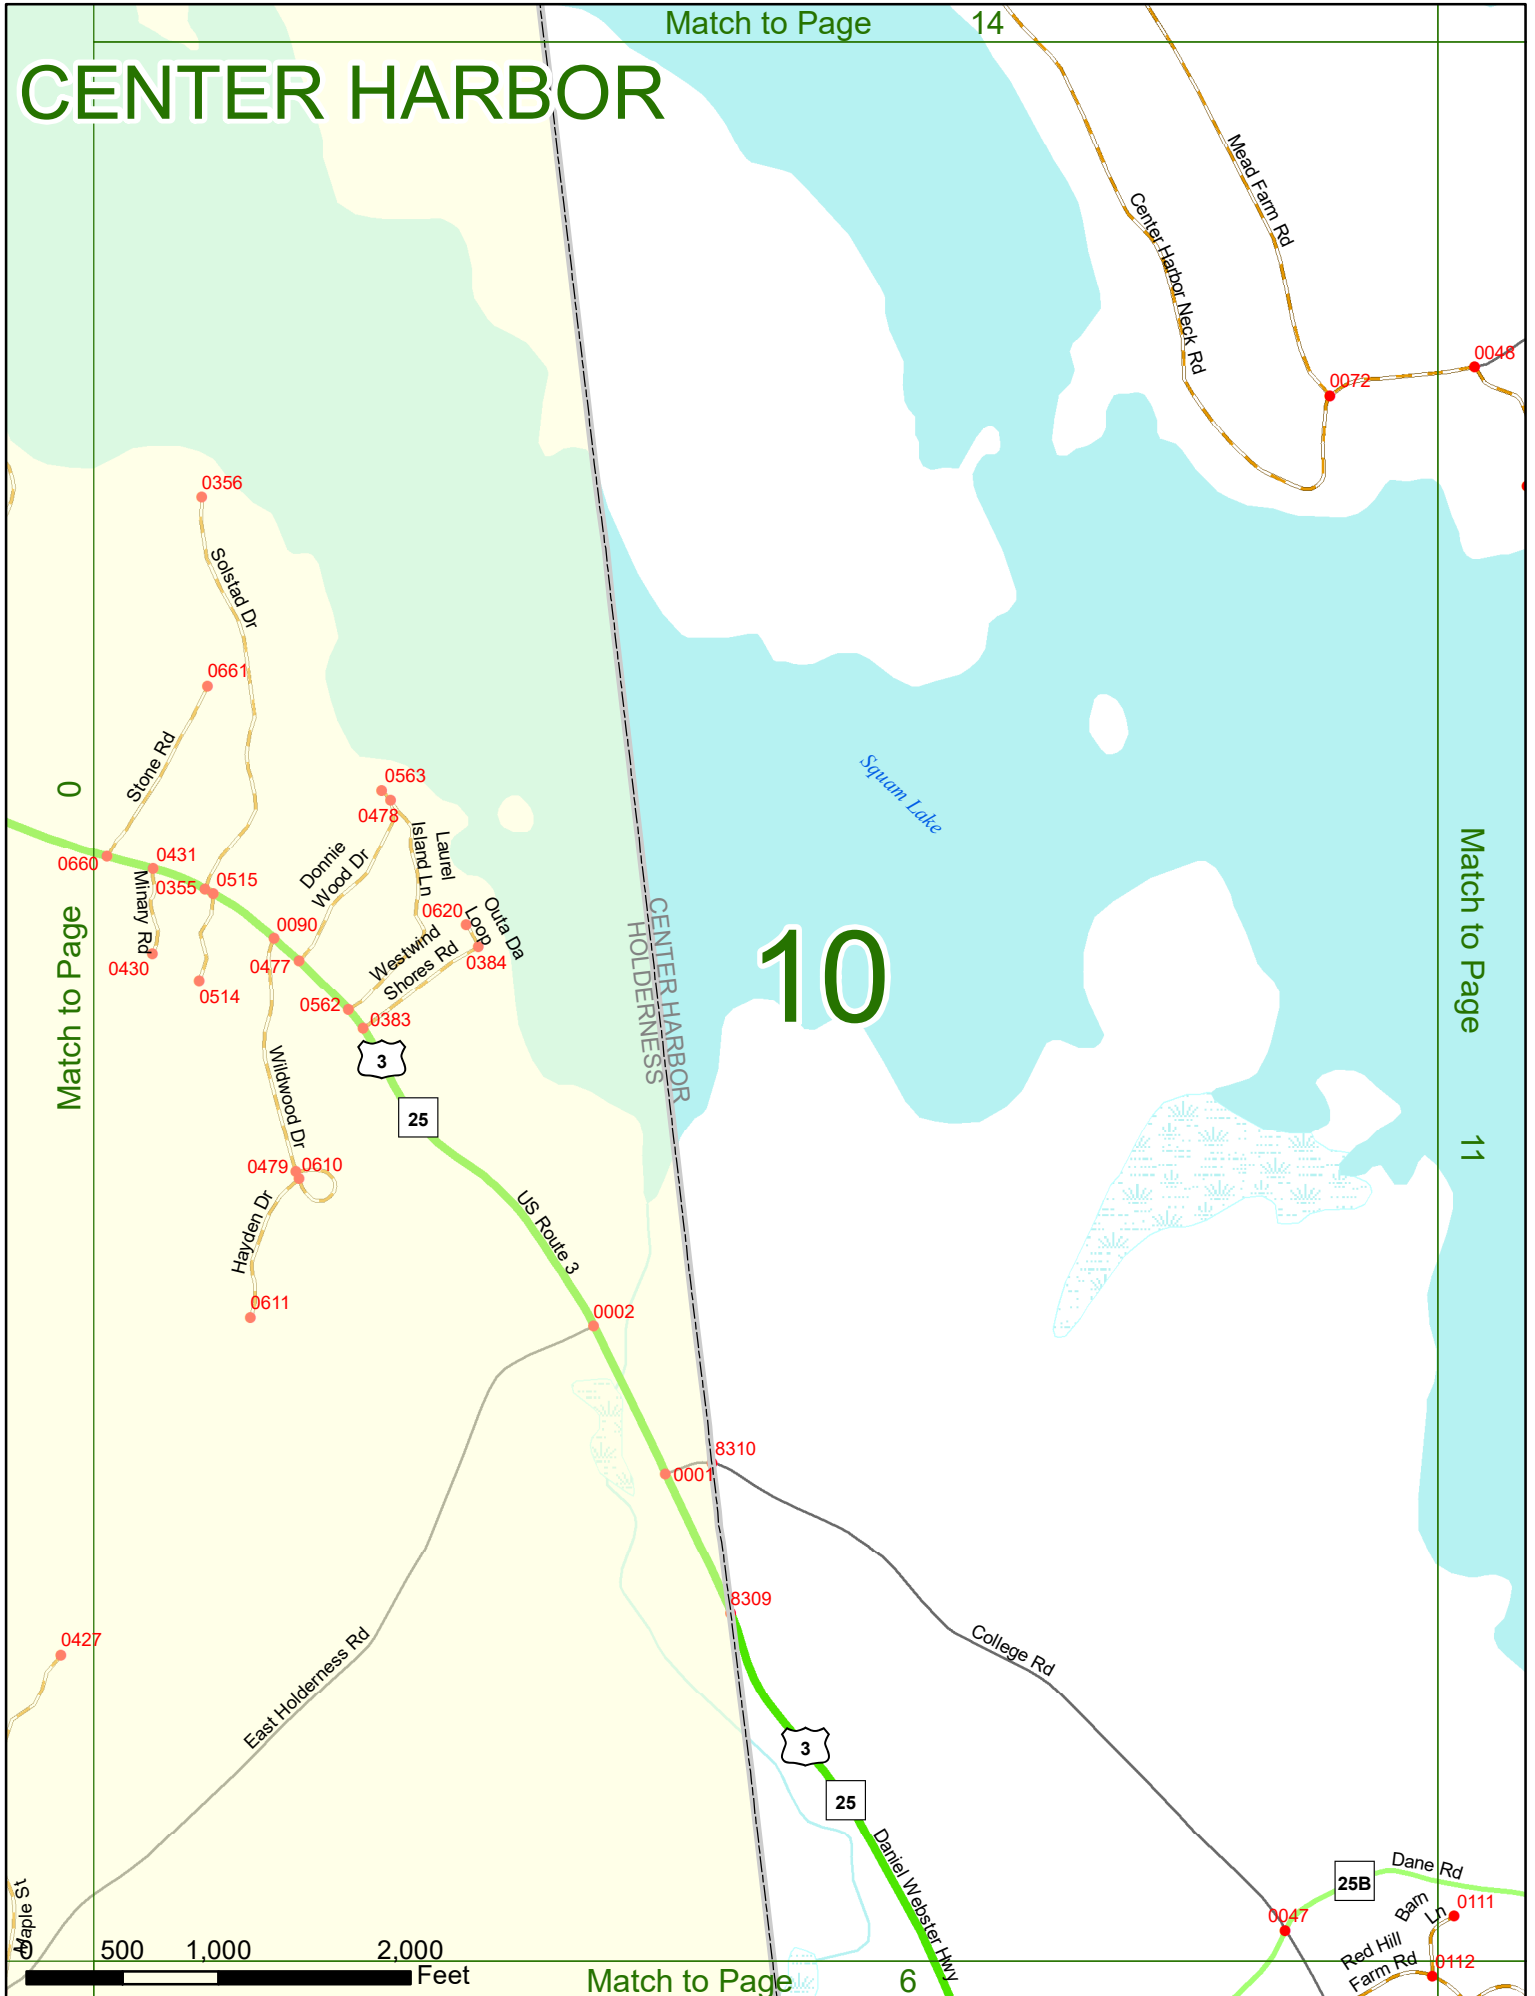 Match to Page 14
CENTER HARBOR
Mead Farm Rd
Center Harbor Neck Rd
0048
0072
0356
Solstad Dr
0661
Stone Rd
Squam Lake
0563
0478
Match to Page 0
Match to Page 11
0660
0431
0355
0515
Minary Rd
Donnie
Wood Dr
Laurel
Island Ln
0620
Outa Da
Loop
0090
0477
0430
0514
Westwind
Shores Rd
0384
0562
0383
CENTER HARBOR
HOLDERNESS
10
3
25
Wildwood Dr
0479
0610
Hayden Dr
US Route 3
0611
0002
8310
0001
8309
College Rd
0427
East Holderness Rd
3
25
Daniel Webster Hwy
Dane Rd
25B
Barn
Ln
0111
0047
Red Hill
Farm Rd
0112
Maple St
0 500 1,000 2,000
Feet
Match to Page 6